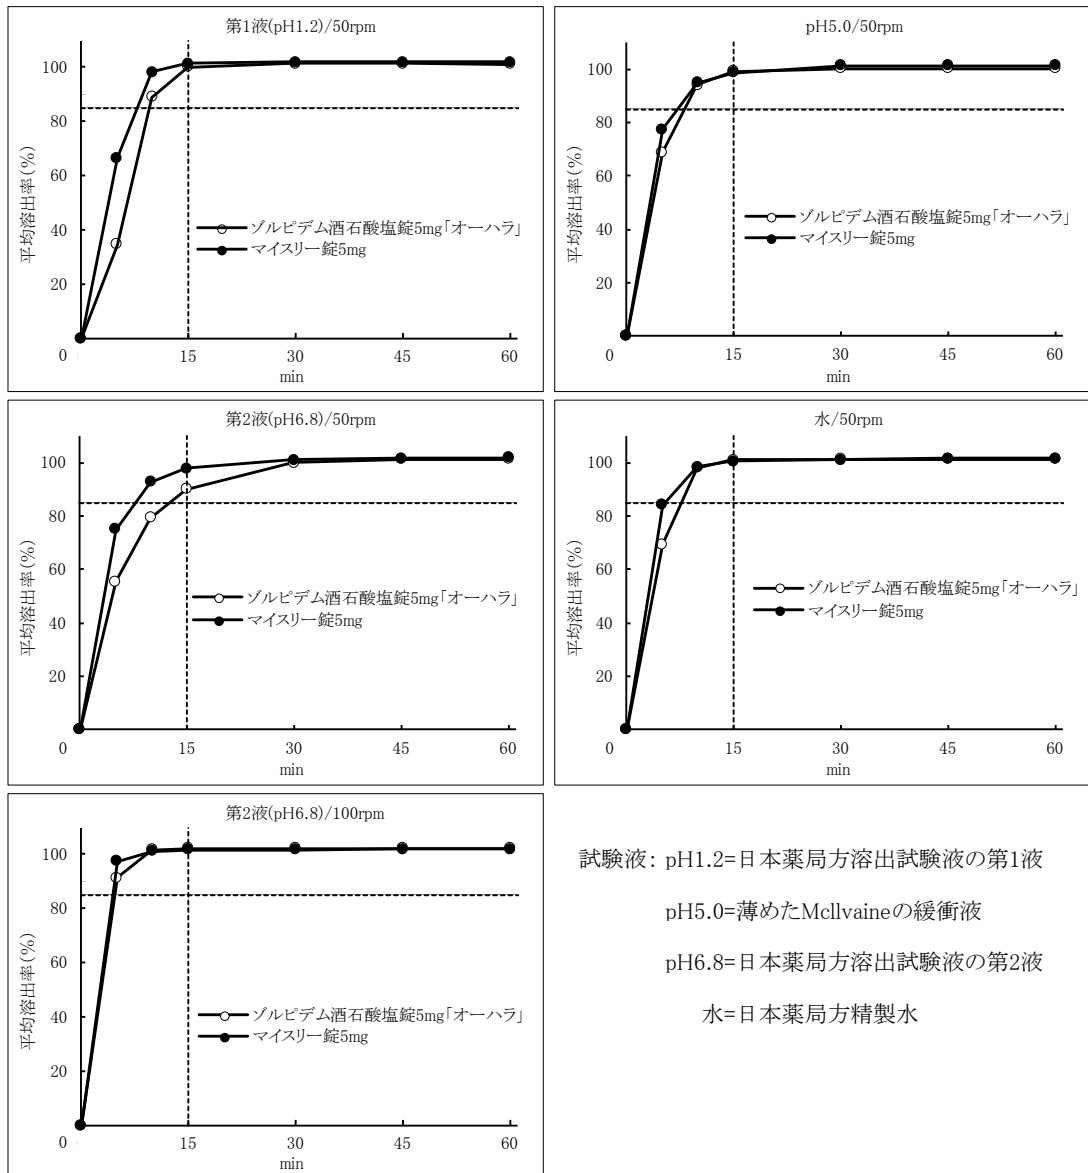 第1液(pH1.2)/50rpm
平均溶出率(%)
100
80
60
40
20
0
15
30
45
60
min
ゾルピデム酒石酸塩錠5mg「オーハラ」
マイスリー錠5mg
pH5.0/50rpm
平均溶出率(%)
100
80
60
40
20
0
15
30
45
60
min
ゾルピデム酒石酸塩錠5mg「オーハラ」
マイスリー錠5mg
第2液(pH6.8)/50rpm
平均溶出率(%)
100
80
60
40
20
0
15
30
45
60
min
ゾルピデム酒石酸塩錠5mg「オーハラ」
マイスリー錠5mg
水/50rpm
平均溶出率(%)
100
80
60
40
20
0
15
30
45
60
min
ゾルピデム酒石酸塩錠5mg「オーハラ」
マイスリー錠5mg
第2液(pH6.8)/100rpm
平均溶出率(%)
100
80
60
40
20
0
15
30
45
60
min
ゾルピデム酒石酸塩錠5mg「オーハラ」
マイスリー錠5mg
試験液: pH1.2=日本薬局方溶出試験液の第1液
pH5.0=薄めたMcllvaineの緩衝液
pH6.8=日本薬局方溶出試験液の第2液
水=日本薬局方精製水